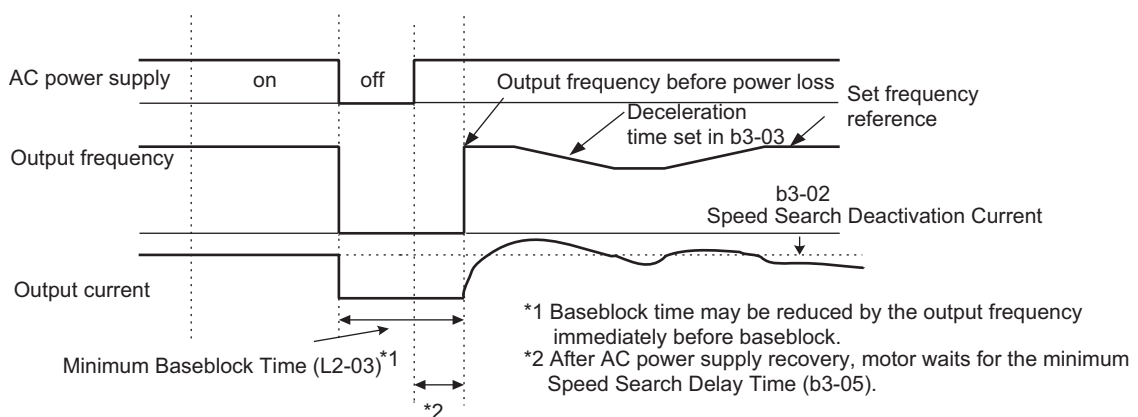 AC power supply
on
off
Output frequency before power loss
Deceleration
time set in b3-03
Set frequency
reference
Output frequency
b3-02
Speed Search Deactivation Current
Output current
*1 Baseblock time may be reduced by the output frequency
immediately before baseblock.
*2 After AC power supply recovery, motor waits for the minimum
Speed Search Delay Time (b3-05).
Minimum Baseblock Time (L2-03)*1
*2